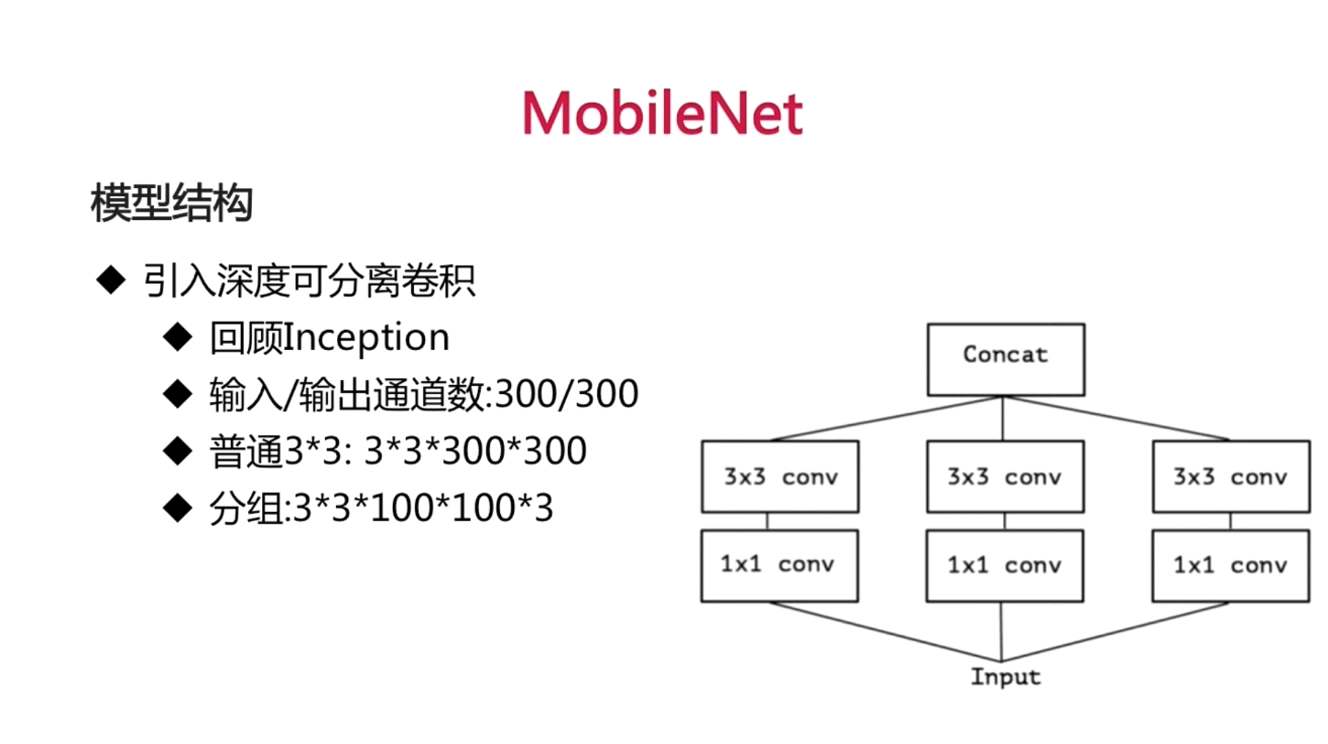 MobileNet
模型结构
引入深度可分离卷积
回顾Inception
输入/输出通道数:300/300
普通3*3: 3*3*300*300
分组:3*3*100*100*3
Concat
3x3 conv
3x3 conv
3x3 conv
1x1 conv
1x1 conv
1x1 conv
Input